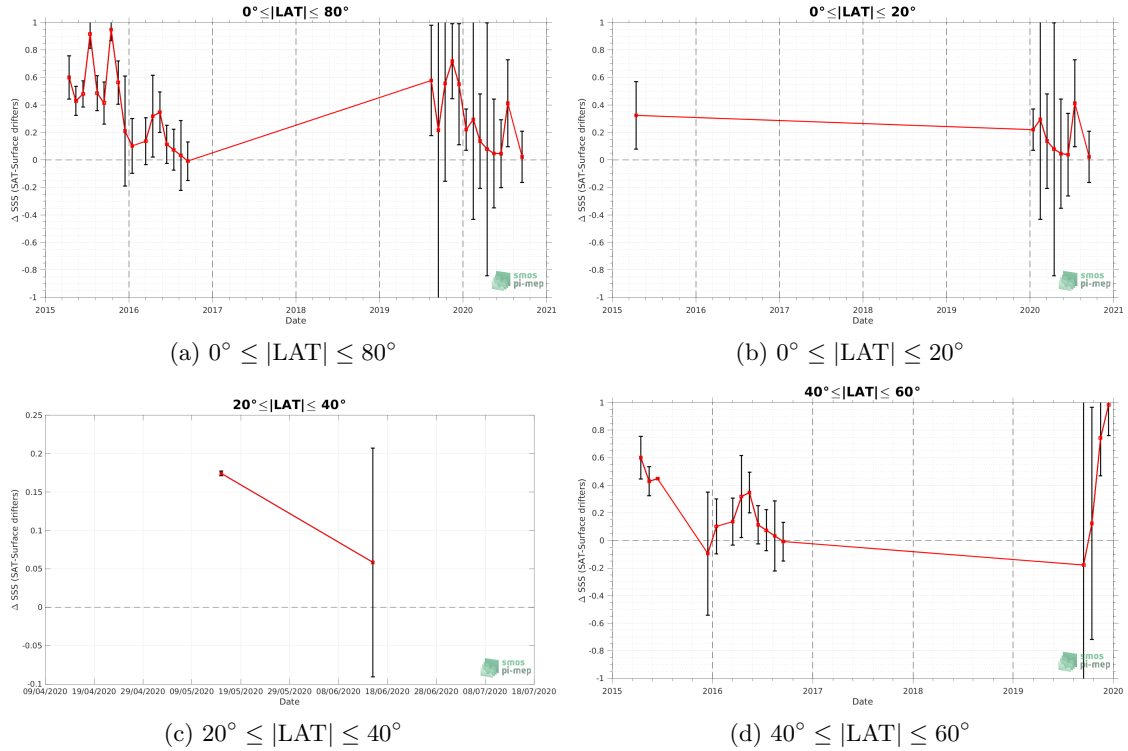 0°≤|LAT|≤ 80°
1
0.8
0.6
0.4
0.2
0
-0.2
-0.4
-0.6
-0.8
-1
Δ SSS (SAT-Surface drifters)
smos
pi-mep
2015 2016 2017 2018 2019 2020 2021
Date
(a) 0° ≤ |LAT| ≤ 80°
0°≤|LAT|≤ 20°
1
0.8
0.6
0.4
0.2
0
-0.2
-0.4
-0.6
-0.8
-1
Δ SSS (SAT-Surface drifters)
smos
pi-mep
2015 2016 2017 2018 2019 2020 2021
Date
(b) 0° ≤ |LAT| ≤ 20°
20°≤|LAT|≤ 40°
0.25
0.2
0.15
0.1
0.05
0
-0.05
-0.1
Δ SSS (SAT-Surface drifters)
smos
pi-mep
09/04/2020 19/04/2020 29/04/2020 09/05/2020 19/05/2020 29/05/2020 08/06/2020 18/06/2020 28/06/2020 08/07/2020 18/07/2020
Date
(c) 20° ≤ |LAT| ≤ 40°
40°≤|LAT|≤ 60°
1
0.8
0.6
0.4
0.2
0
-0.2
-0.4
-0.6
-0.8
-1
Δ SSS (SAT-Surface drifters)
smos
pi-mep
2015 2016 2017 2018 2019 2020
Date
(d) 40° ≤ |LAT| ≤ 60°